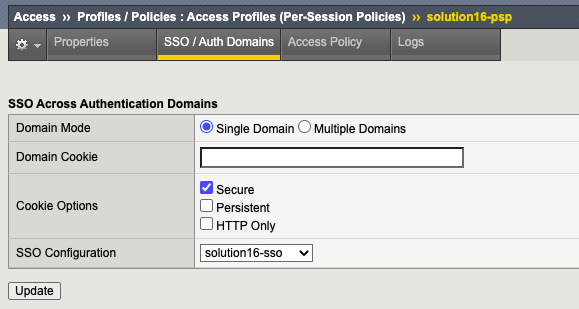 Access ›› Profiles / Policies : Access Profiles (Per-Session Policies) ›› solution16-psp
Properties SSO / Auth Domains Access Policy Logs
SSO Across Authentication Domains
Domain Mode Single Domain Multiple Domains
Domain Cookie
Cookie Options Secure
Persistent
HTTP Only
SSO Configuration solution16-sso
Update